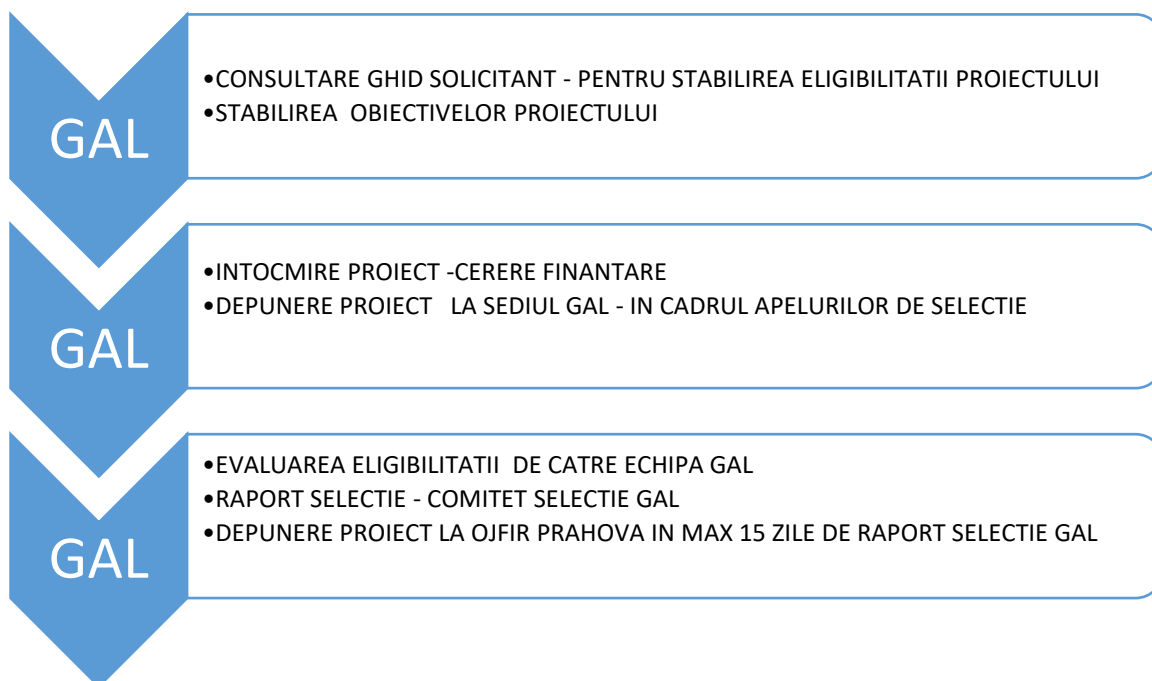 GAL
•CONSULTARE GHID SOLICITANT - PENTRU STABILIREA ELIGIBILITATII PROIECTULUI
•STABILIREA OBIECTIVELOR PROIECTULUI
GAL
•INTOCMIRE PROIECT -CERERE FINANTARE
•DEPUNERE PROIECT LA SEDIUL GAL - IN CADRUL APELURILOR DE SELECTIE
GAL
•EVALUAREA ELIGIBILITATII DE CATRE ECHIPA GAL
•RAPORT SELECTIE - COMITET SELECTIE GAL
•DEPUNERE PROIECT LA OJFIR PRAHOVA IN MAX 15 ZILE DE RAPORT SELECTIE GAL